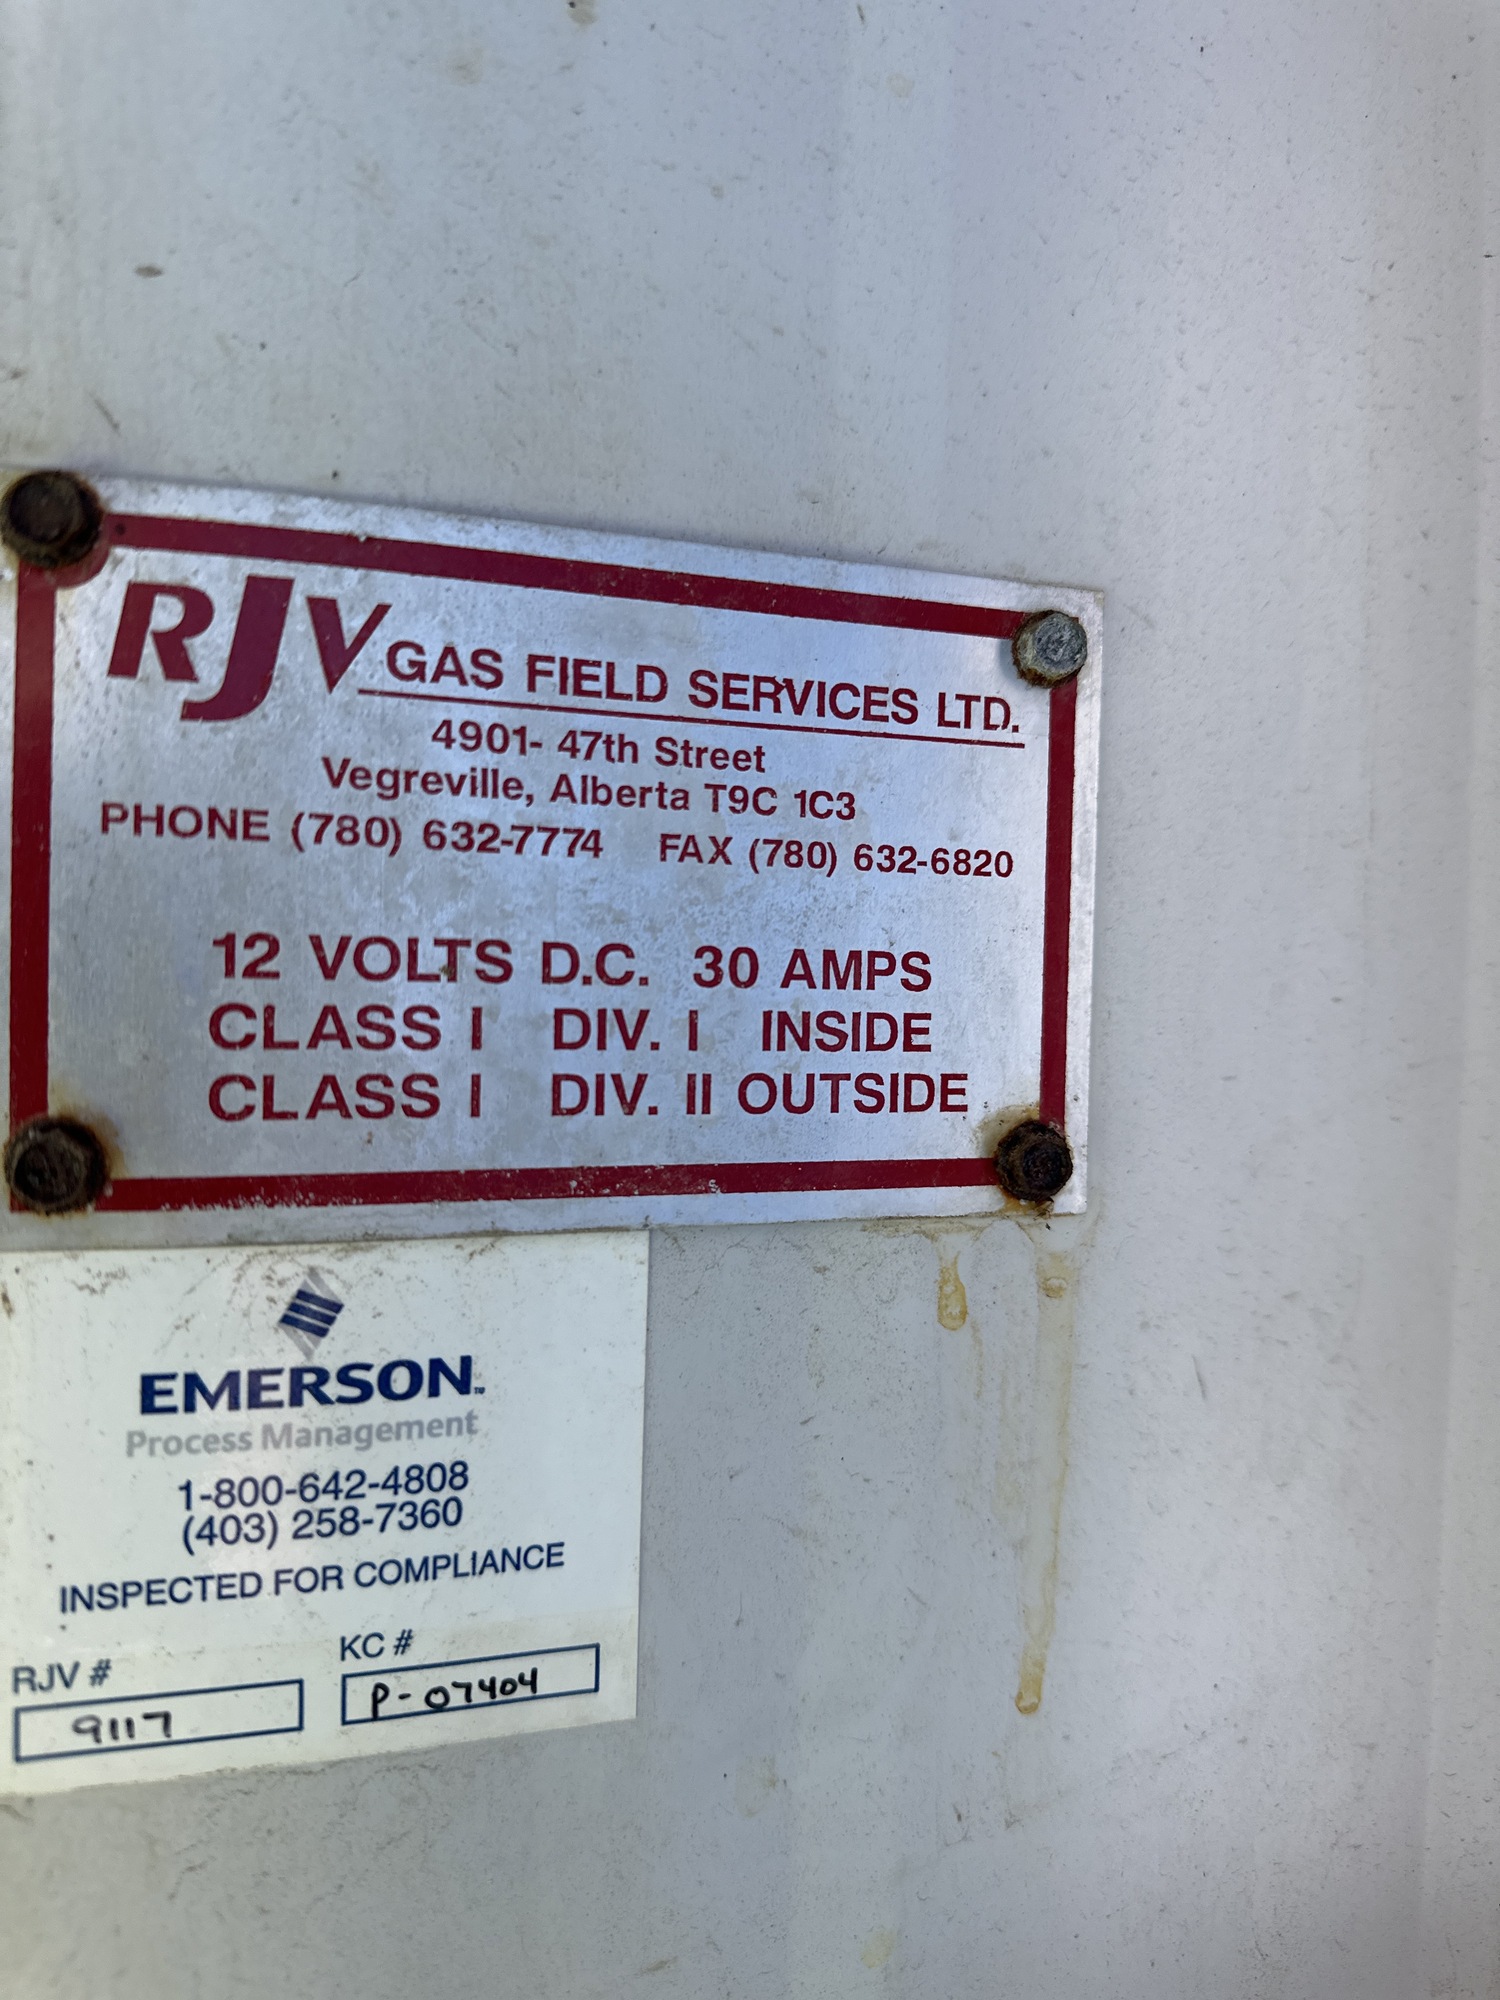 RJV GAS FIELD SERVICES LTD.
4901- 47th Street
Vegreville, Alberta T9C 1C3
PHONE (780) 632-7774 FAX (780) 632-6820
12 VOLTS D.C. 30 AMPS
CLASS I DIV. I INSIDE
CLASS I DIV. II OUTSIDE
EMERSON™
Process Management
1-800-642-4808
(403) 258-7360
INSPECTED FOR COMPLIANCE
RJV # KC #
9117 P-07404